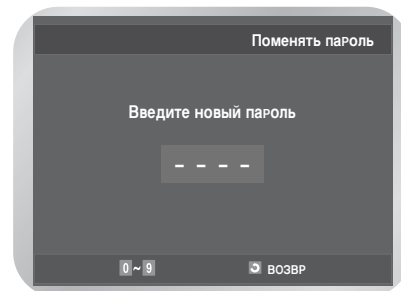 Поменять пароль
Введите новый пароль
– – – –
0 ~ 9 ВОЗВР